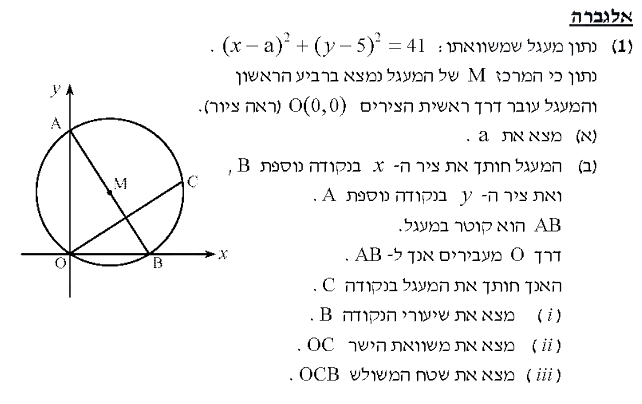 אלגברה
(1) נתון מעגל שמשוואתו: (x − a)² + (y − 5)² = 41 .
נתון כי המרכז M של המעגל נמצא ברביע הראשון
והמעגל עובר דרך ראשית הצירים O(0,0) (ראה ציור).
(א) מצא את a .
(ב) המעגל חותך את ציר ה- x בנקודה נוספת B ,
ואת ציר ה- y בנקודה נוספת A .
AB הוא קוטר במעגל.
דרך O מעבירים אנך ל- AB .
האנך חותך את המעגל בנקודה C .
(i) מצא את שיעורי הנקודה B .
(ii) מצא את משוואת הישר OC .
(iii) מצא את שטח המשולש OCB .
y
A
M
C
O
B
x